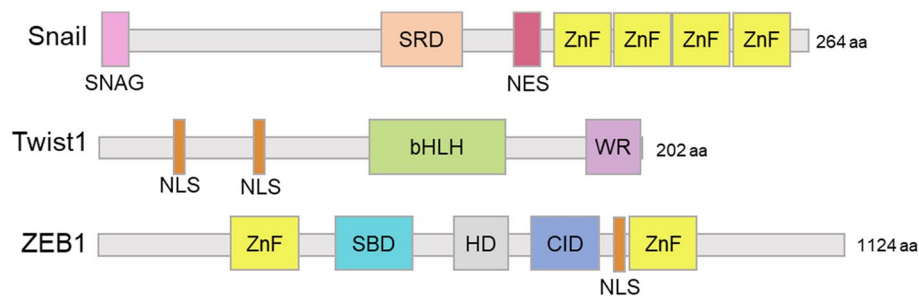 Snail SRD ZnF ZnF ZnF ZnF 264 aa
SNAG NES
Twist1 bHLH WR 202 aa
NLS NLS
ZEB1 ZnF SBD HD CID ZnF 1124 aa
NLS